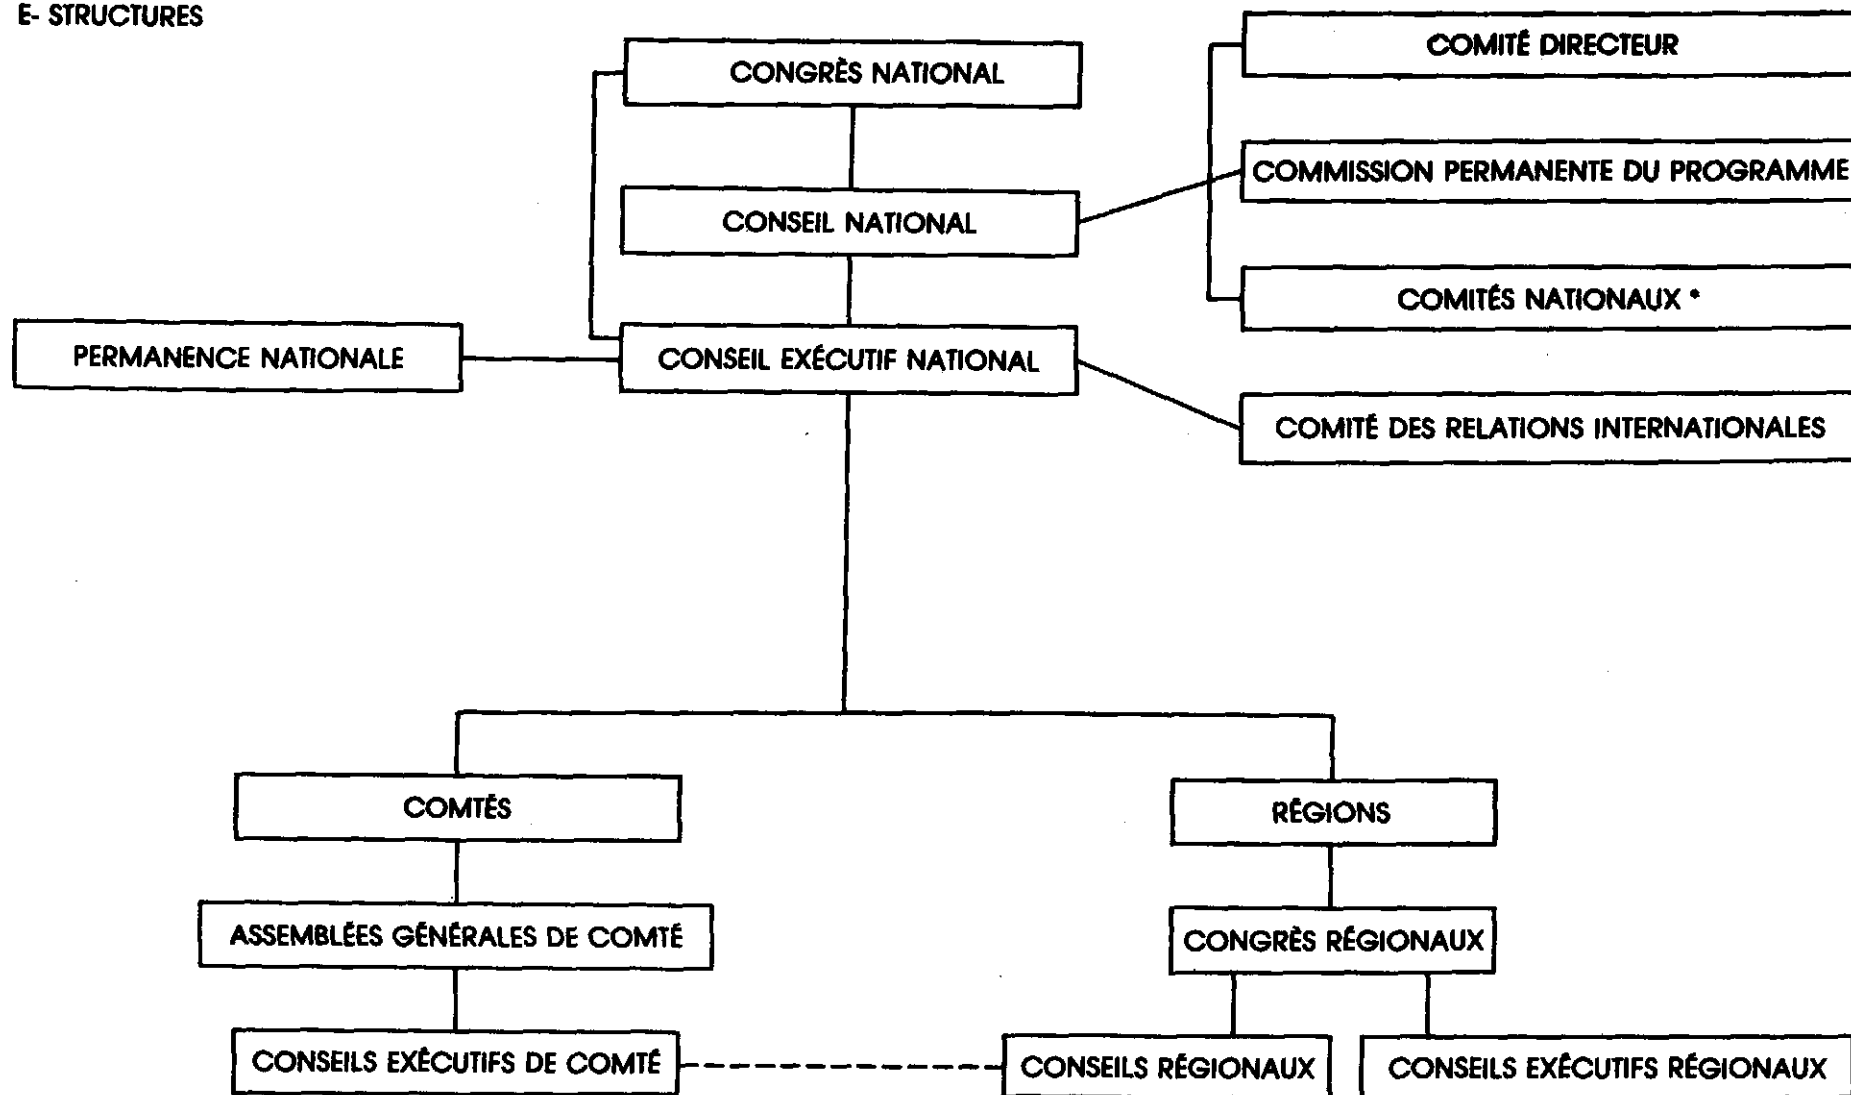 E- STRUCTURES
CONGRÈS NATIONAL
COMITÉ DIRECTEUR
COMMISSION PERMANENTE DU PROGRAMME
CONSEIL NATIONAL
COMITÉS NATIONAUX *
PERMANENCE NATIONALE
CONSEIL EXÉCUTIF NATIONAL
COMITÉ DES RELATIONS INTERNATIONALES
COMTÉS
RÉGIONS
ASSEMBLÉES GÉNÉRALES DE COMTÉ
CONGRÈS RÉGIONAUX
CONSEILS EXÉCUTIFS DE COMTÉ
CONSEILS RÉGIONAUX
CONSEILS EXÉCUTIFS RÉGIONAUX